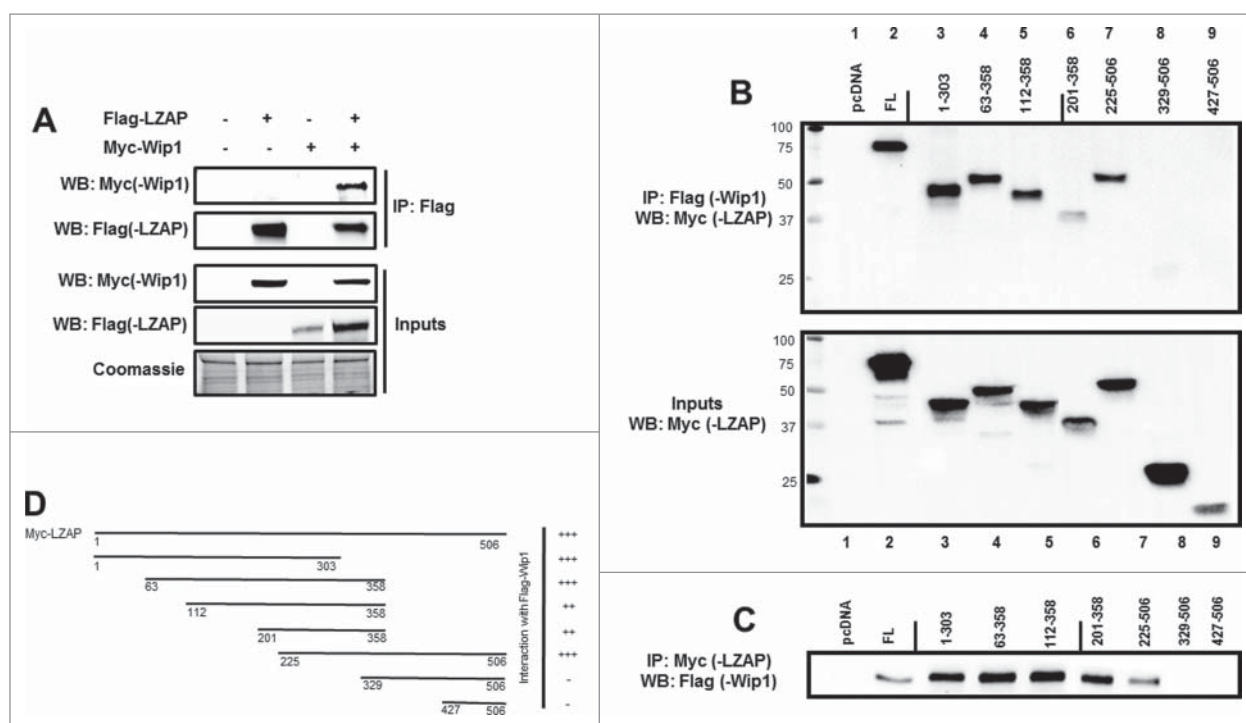 A
Flag-LZAP - + - +
Myc-Wip1 - - + +
WB: Myc(-Wip1)
IP: Flag
WB: Flag(-LZAP)
WB: Myc(-Wip1)
WB: Flag(-LZAP)
Inputs
Coomassie
D
Myc-LZAP
1 506 +++
1 303 +++
63 358 +++
112 358 ++
201 358 ++
225 506 +++
329 506 -
427 506 -
Interaction with Flag-Wip1
B
1 2 3 4 5 6 7 8 9
pcDNA FL 1-303 63-358 112-358 201-358 225-506 329-506 427-506
100
75
50
37
25
IP: Flag (-Wip1)
WB: Myc (-LZAP)
100
75
50
37
25
Inputs
WB: Myc (-LZAP)
1 2 3 4 5 6 7 8 9
C
pcDNA FL 1-303 63-358 112-358 201-358 225-506 329-506 427-506
IP: Myc (-LZAP)
WB: Flag (-Wip1)